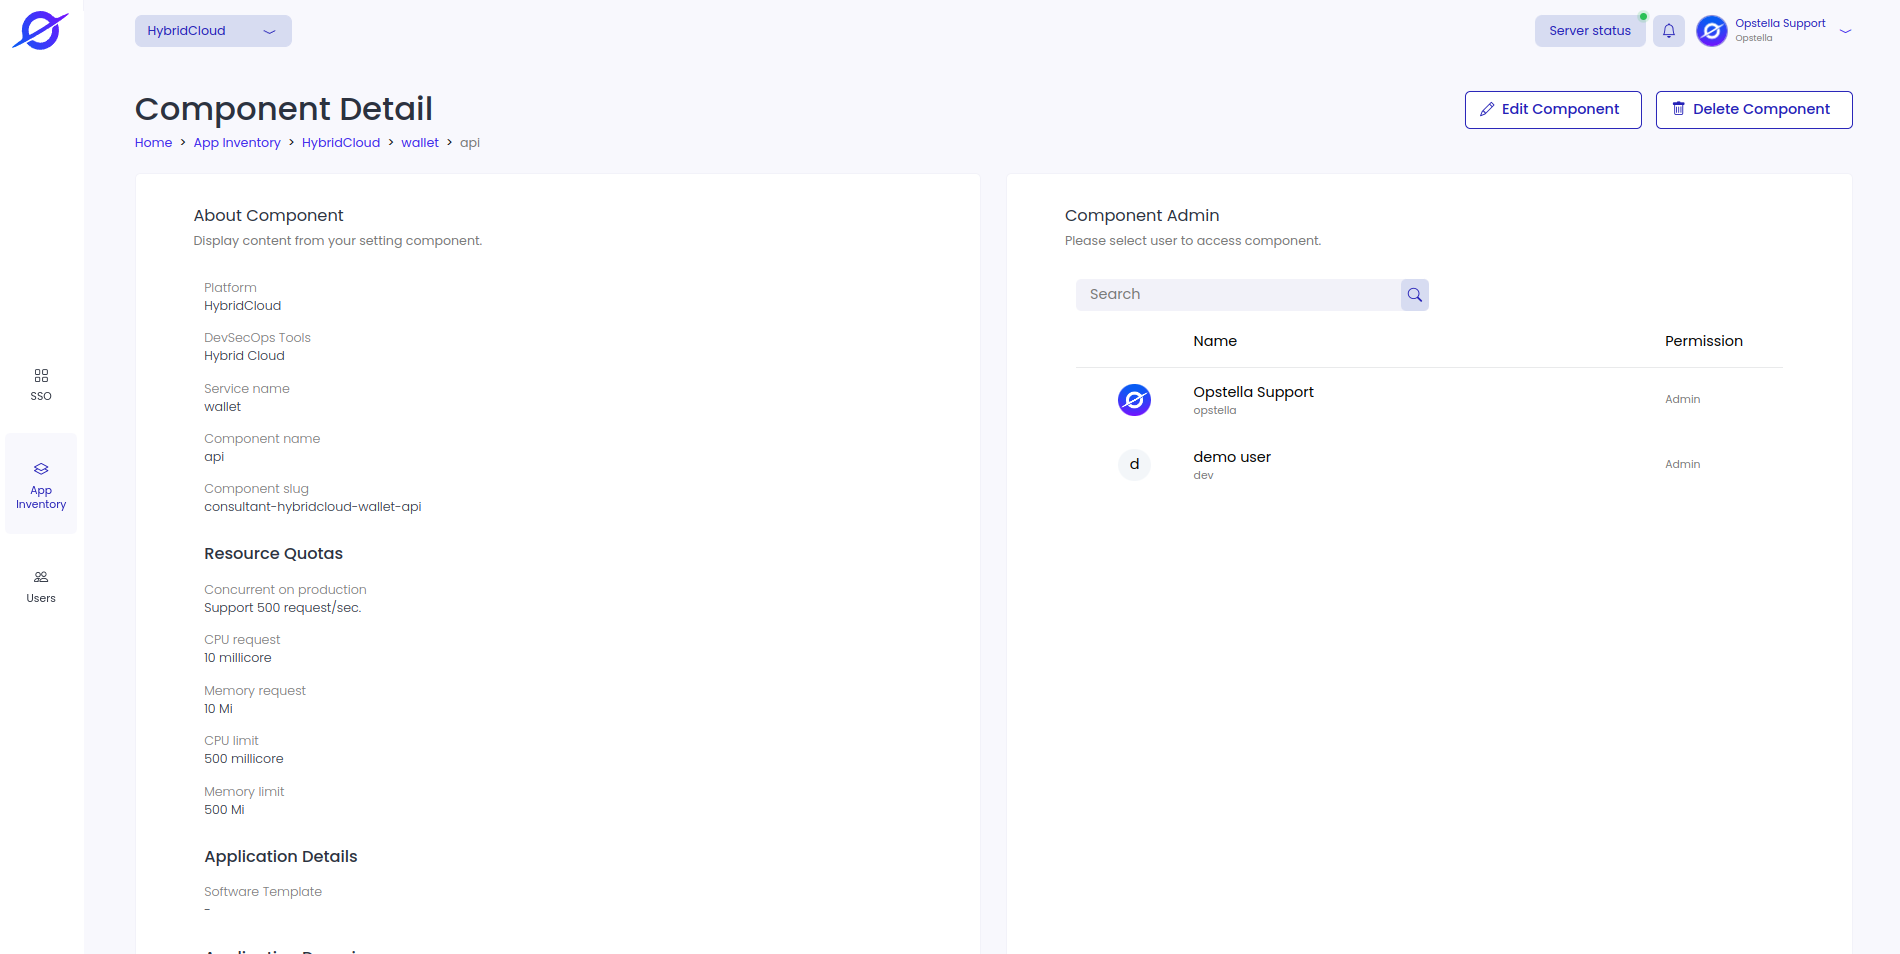 HybridCloud
Server status
Opstella Support
Opstella
Component Detail
Edit Component
Delete Component
Home > App Inventory > HybridCloud > wallet > api
SSO
App
Inventory
Users
About Component
Display content from your setting component.
Platform
HybridCloud
DevSecOps Tools
Hybrid Cloud
Service name
wallet
Component name
api
Component slug
consultant-hybridcloud-wallet-api
Resource Quotas
Concurrent on production
Support 500 request/sec.
CPU request
10 millicore
Memory request
10 Mi
CPU limit
500 millicore
Memory limit
500 Mi
Application Details
Software Template
-
Component Admin
Please select user to access component.
Search
Name Permission
Opstella Support
opstella
Admin
d
demo user
dev
Admin